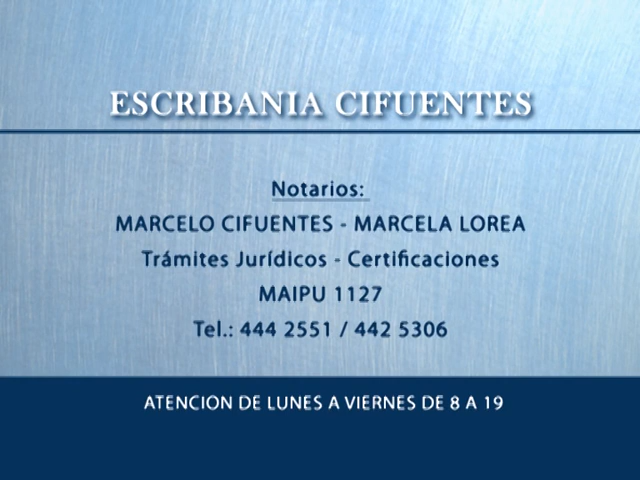 ESCRIBANIA CIFUENTES
Notarios:
MARCELO CIFUENTES - MARCELA LOREA
Trámites Jurídicos - Certificaciones
MAIPU 1127
Tel.: 444 2551 / 442 5306
ATENCION DE LUNES A VIERNES DE 8 A 19